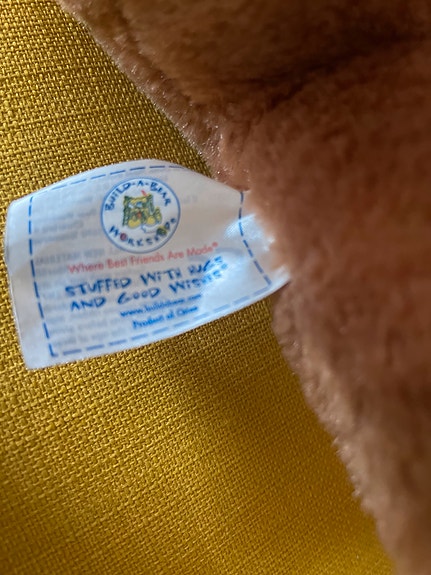 BUILD-A-BEAR
WORKSHOP®
Where Best Friends Are Made®
STUFFED WITH HUGS
AND GOOD WISHES
www.buildabear.com
Product of China